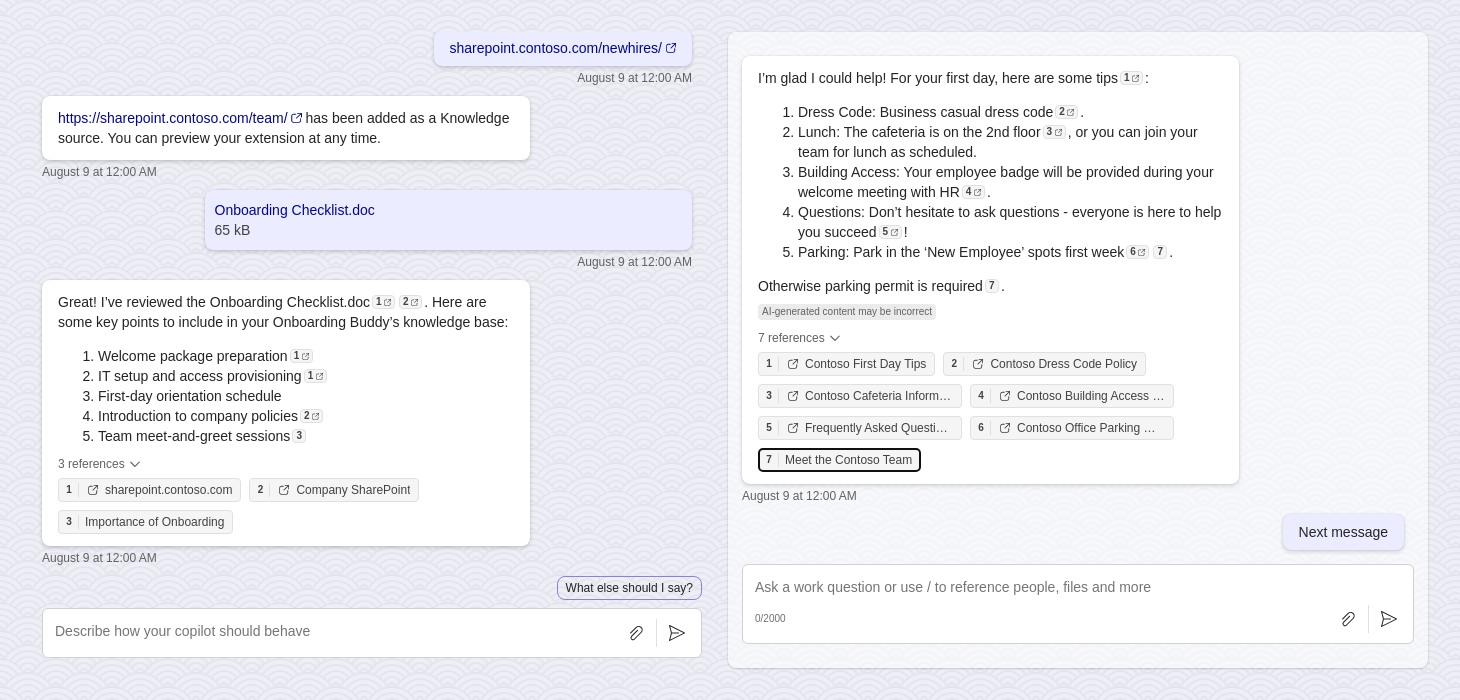 sharepoint.contoso.com/newhires/
August 9 at 12:00 AM
https://sharepoint.contoso.com/team/ has been added as a Knowledge
source. You can preview your extension at any time.
August 9 at 12:00 AM
Onboarding Checklist.doc
65 kB
August 9 at 12:00 AM
Great! I’ve reviewed the Onboarding Checklist.doc 1 2 . Here are
some key points to include in your Onboarding Buddy’s knowledge base:
1. Welcome package preparation 1
2. IT setup and access provisioning 1
3. First-day orientation schedule
4. Introduction to company policies 2
5. Team meet-and-greet sessions 3
3 references
1 sharepoint.contoso.com 2 Company SharePoint
3 Importance of Onboarding
August 9 at 12:00 AM
What else should I say?
Describe how your copilot should behave
I’m glad I could help! For your first day, here are some tips 1 :
1. Dress Code: Business casual dress code 2 .
2. Lunch: The cafeteria is on the 2nd floor 3 , or you can join your
team for lunch as scheduled.
3. Building Access: Your employee badge will be provided during your
welcome meeting with HR 4 .
4. Questions: Don’t hesitate to ask questions - everyone is here to help
you succeed 5 !
5. Parking: Park in the ‘New Employee’ spots first week 6 7 .
Otherwise parking permit is required 7 .
AI-generated content may be incorrect
7 references
1 Contoso First Day Tips 2 Contoso Dress Code Policy
3 Contoso Cafeteria Inform… 4 Contoso Building Access …
5 Frequently Asked Questi… 6 Contoso Office Parking …
7 Meet the Contoso Team
August 9 at 12:00 AM
Next message
Ask a work question or use / to reference people, files and more
0/2000